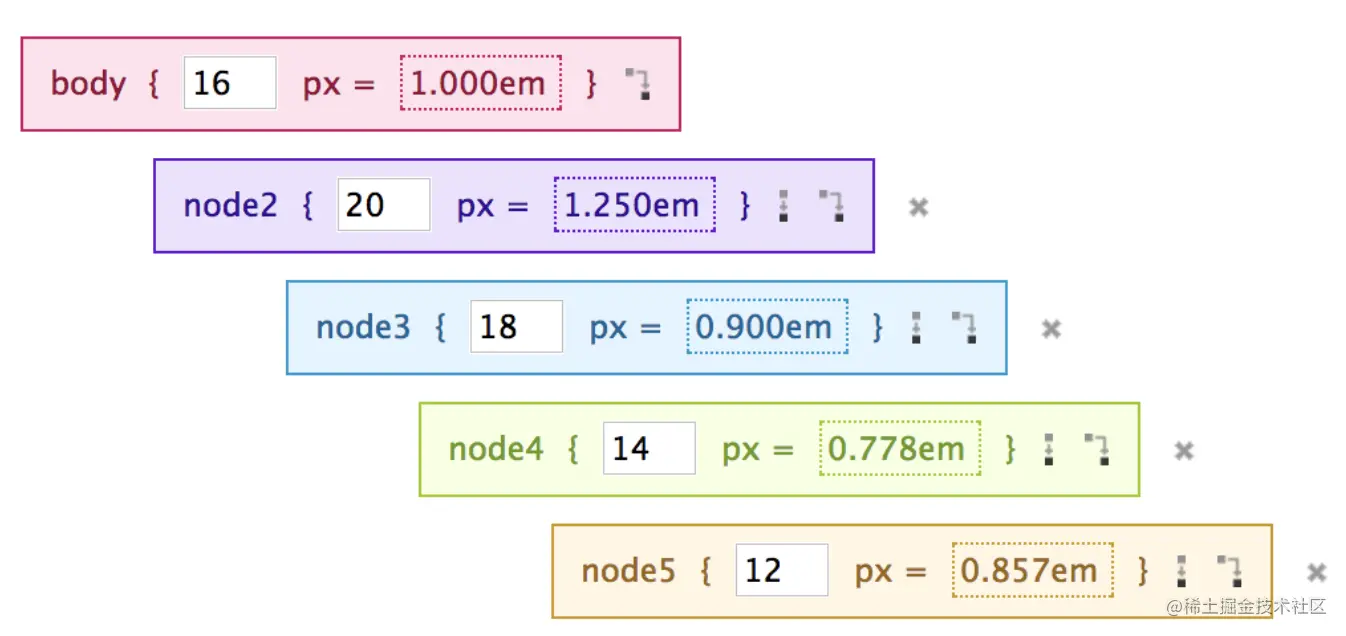 body { 16 px = 1.000em }
node2 { 20 px = 1.250em }
node3 { 18 px = 0.900em }
node4 { 14 px = 0.778em }
node5 { 12 px = 0.857em }
@稀土掘金技术社区